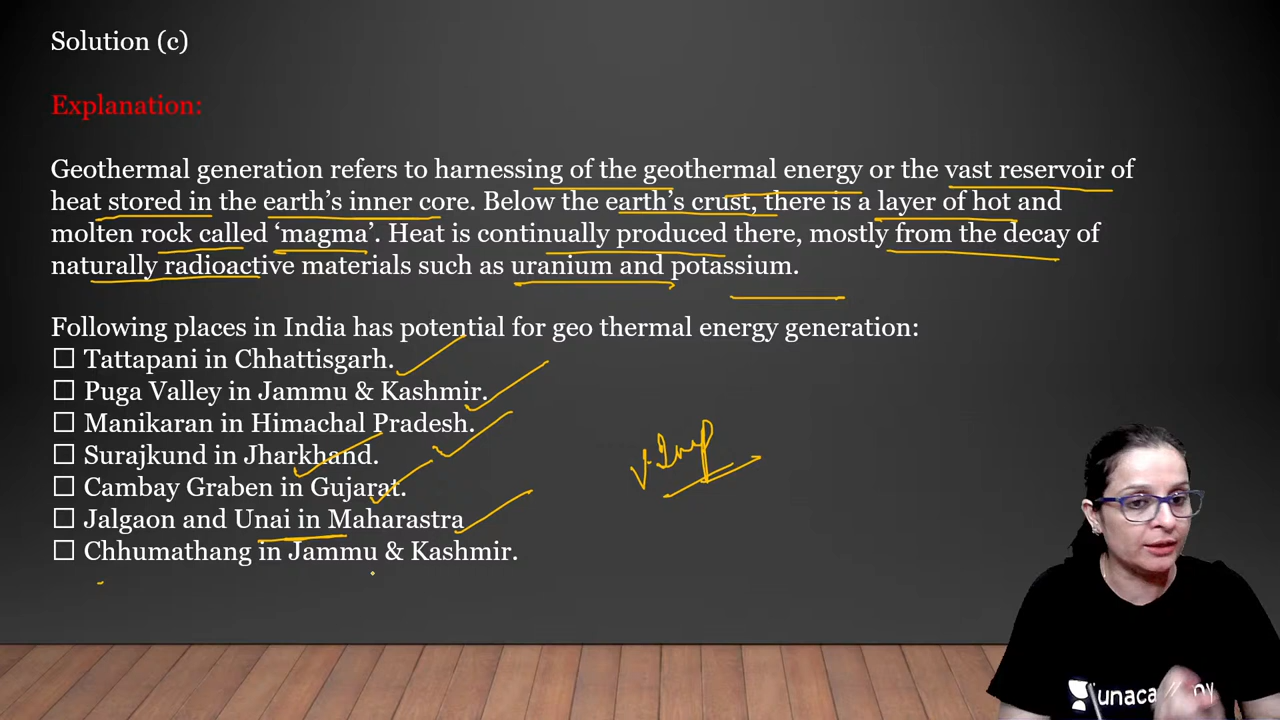 Solution (c)
Explanation:
Geothermal generation refers to harnessing of the geothermal energy or the vast reservoir of
heat stored in the earth's inner core. Below the earth's crust, there is a layer of hot and
molten rock called 'magma'. Heat is continually produced there, mostly from the decay of
naturally radioactive materials such as uranium and potassium.
Following places in India has potential for geo thermal energy generation:
☐ Tattapani in Chhattisgarh.
☐ Puga Valley in Jammu & Kashmir.
☐ Manikaran in Himachal Pradesh.
☐ Surajkund in Jharkhand.
☐ Cambay Graben in Gujarat.
☐ Jalgaon and Unai in Maharastra
☐ Chhumathang in Jammu & Kashmir.
V. Imp